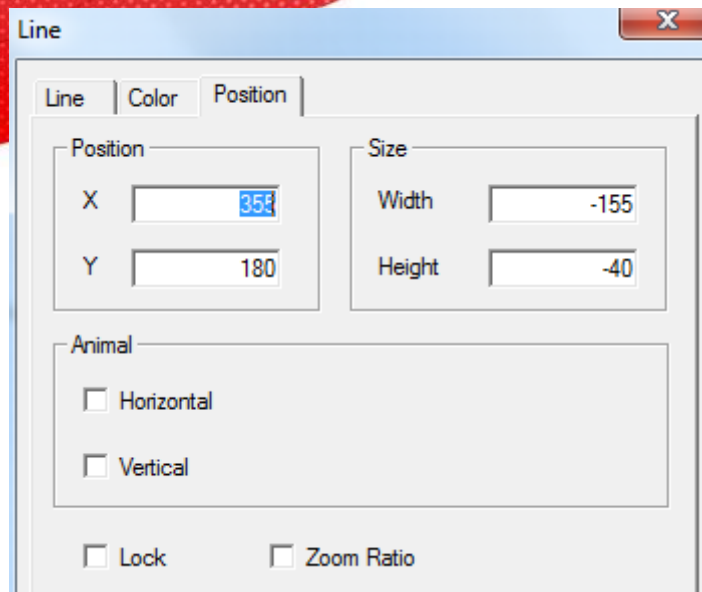 Line
Line Color Position
Position
X 355
Y 180
Size
Width -155
Height -40
Animal
Horizontal
Vertical
Lock Zoom Ratio